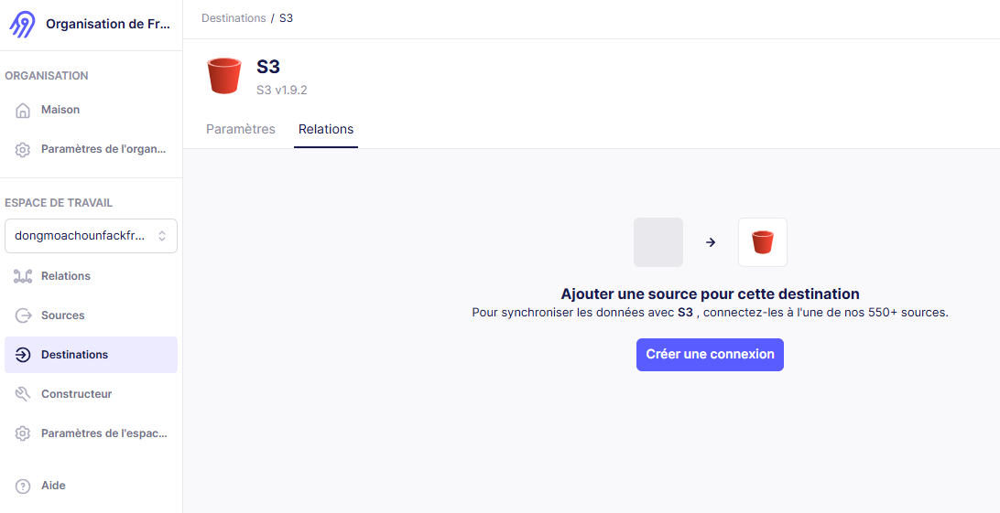 Organisation de Fr...
ORGANISATION
Maison
Paramètres de l'organ...
ESPACE DE TRAVAIL
dongmoachounfackfr...
Relations
Sources
Destinations
Constructeur
Paramètres de l'espac...
Aide
Destinations / S3
S3
S3 v1.9.2
Paramètres Relations
Ajouter une source pour cette destination
Pour synchroniser les données avec S3 , connectez-les à l'une de nos 550+ sources.
Créer une connexion